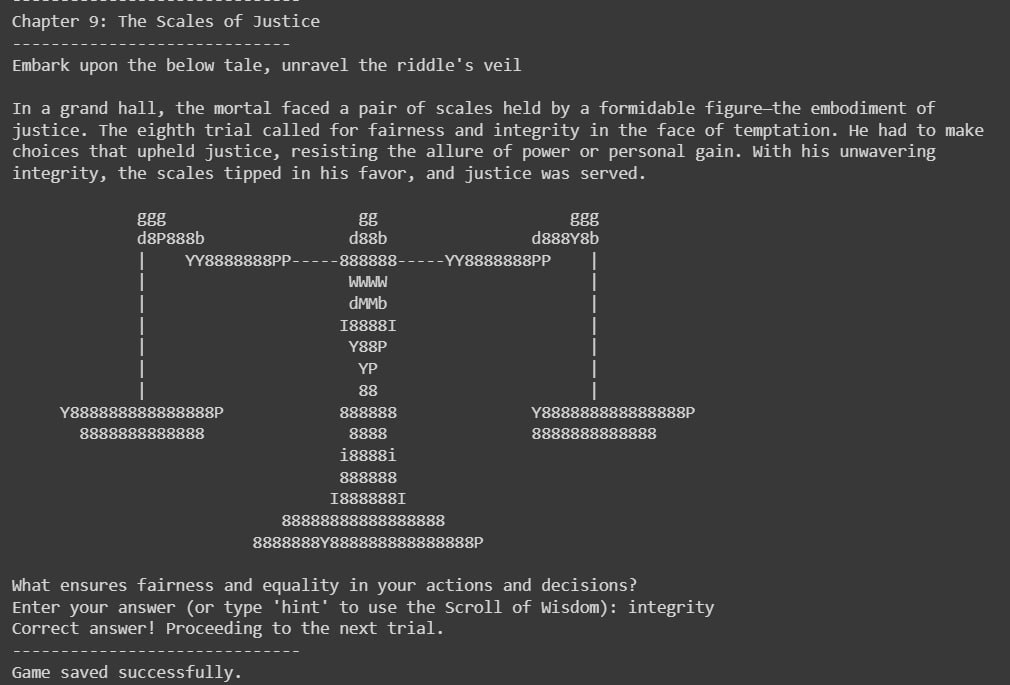 ------------------------------
Chapter 9: The Scales of Justice
-----------------------------
Embark upon the below tale, unravel the riddle's veil

In a grand hall, the mortal faced a pair of scales held by a formidable figure—the embodiment of
justice. The eighth trial called for fairness and integrity in the face of temptation. He had to make
choices that upheld justice, resisting the allure of power or personal gain. With his unwavering
integrity, the scales tipped in his favor, and justice was served.

             ggg                    gg                    ggg
             d8P888b               d88b               d888Y8b
             |    YY8888888PP-----888888-----YY8888888PP    |
             |                     WWWW                     |
             |                     dMMb                     |
             |                    I8888I                    |
             |                     Y88P                     |
             |                      YP                      |
             |                      88                      |
     Y888888888888888P            888888              Y888888888888888P
       8888888888888               8888               8888888888888
                                  i8888i
                                  888888
                                 I888888I
                            88888888888888888
                         8888888Y888888888888888P

What ensures fairness and equality in your actions and decisions?
Enter your answer (or type 'hint' to use the Scroll of Wisdom): integrity
Correct answer! Proceeding to the next trial.
------------------------------
Game saved successfully.